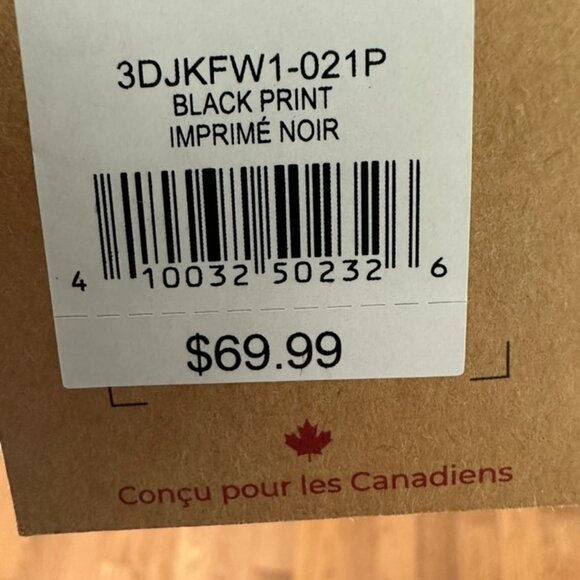 3DJKFW1-021P
BLACK PRINT
IMPRIMÉ NOIR
4 10032 50232 6
$69.99
Conçu pour les Canadiens